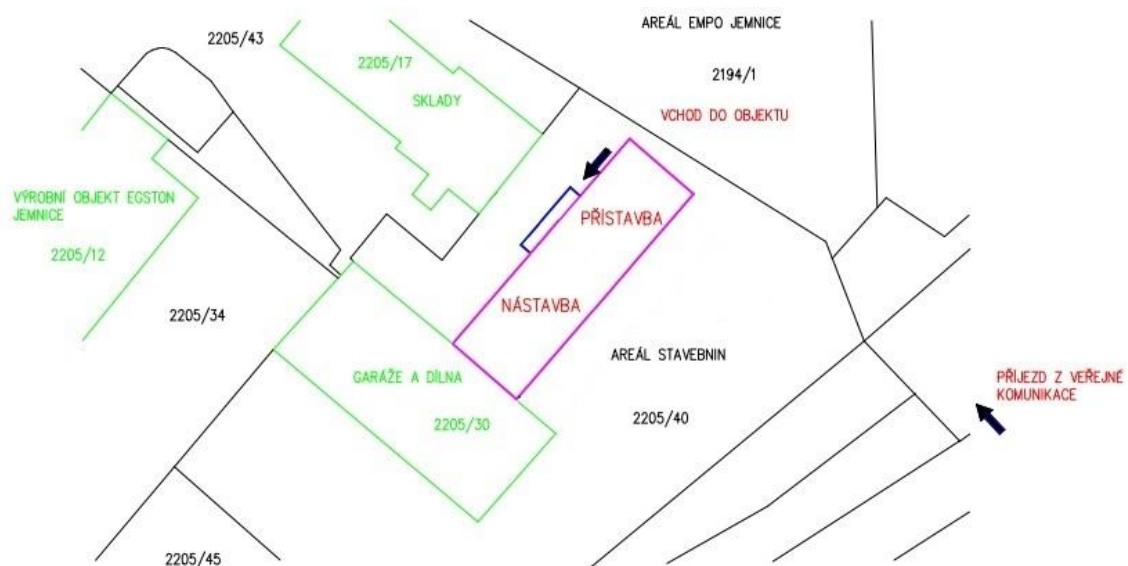 AREÁL EMPO JEMNICE
2205/43
2205/17
2194/1
SKLADY
VCHOD DO OBJEKTU
VÝROBNÍ OBJEKT EGSTON
JEMNICE
PŘÍSTAVBA
2205/12
NÁSTAVBA
2205/34
AREÁL STAVEBNIN
GARÁŽE A DÍLNA
PŘÍJEZD Z VEŘEJNÉ
KOMUNIKACE
2205/30
2205/40
2205/45